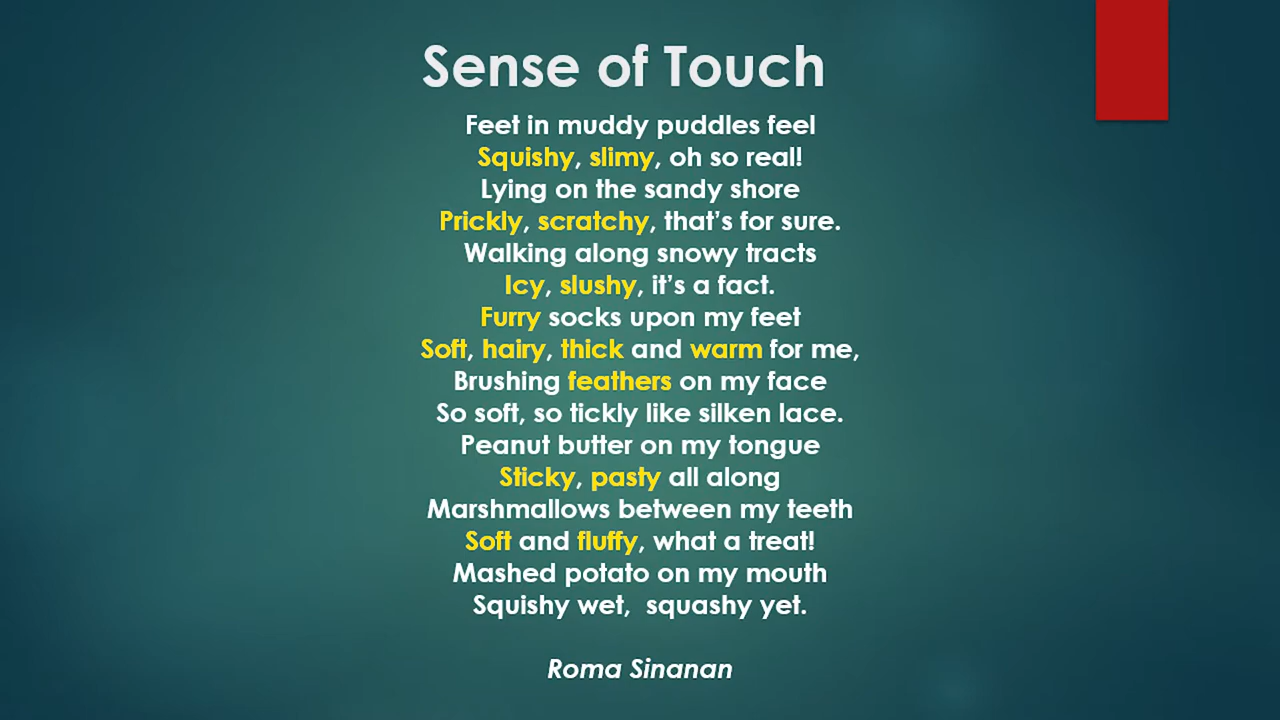 Sense of Touch
Feet in muddy puddles feel
Squishy, slimy, oh so real!
Lying on the sandy shore
Prickly, scratchy, that’s for sure.
Walking along snowy tracts
Icy, slushy, it’s a fact.
Furry socks upon my feet
Soft, hairy, thick and warm for me,
Brushing feathers on my face
So soft, so tickly like silken lace.
Peanut butter on my tongue
Sticky, pasty all along
Marshmallows between my teeth
Soft and fluffy, what a treat!
Mashed potato on my mouth
Squishy wet,  squashy yet.
Roma Sinanan